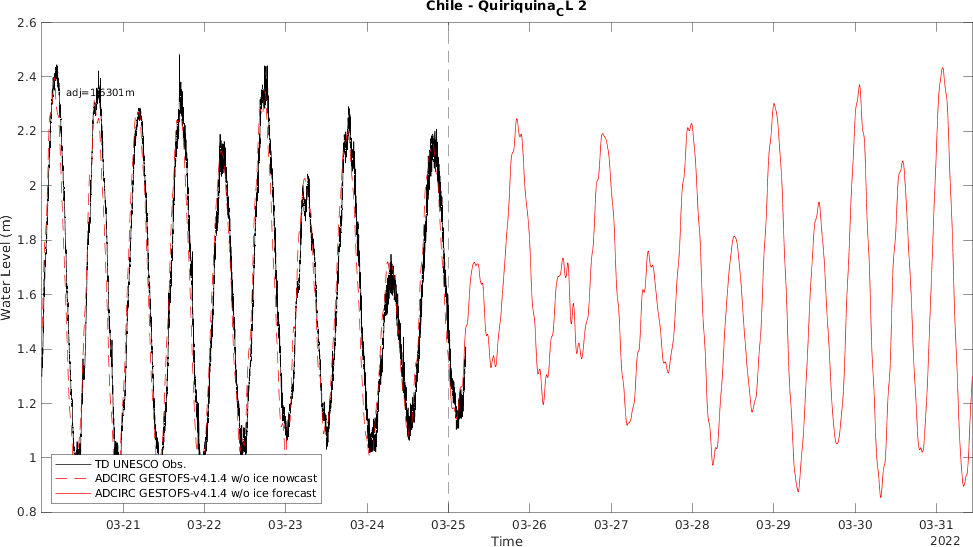 Chile - Quiriquina_CL 2
2.6
2.4
2.2
2
1.8
1.6
1.4
1.2
1
0.8
Water Level (m)
adj=1.5301m
TD UNESCO Obs.
ADCIRC GESTOFS-v4.1.4 w/o ice nowcast
ADCIRC GESTOFS-v4.1.4 w/o ice forecast
03-21 03-22 03-23 03-24 03-25 03-26 03-27 03-28 03-29 03-30 03-31
Time
2022